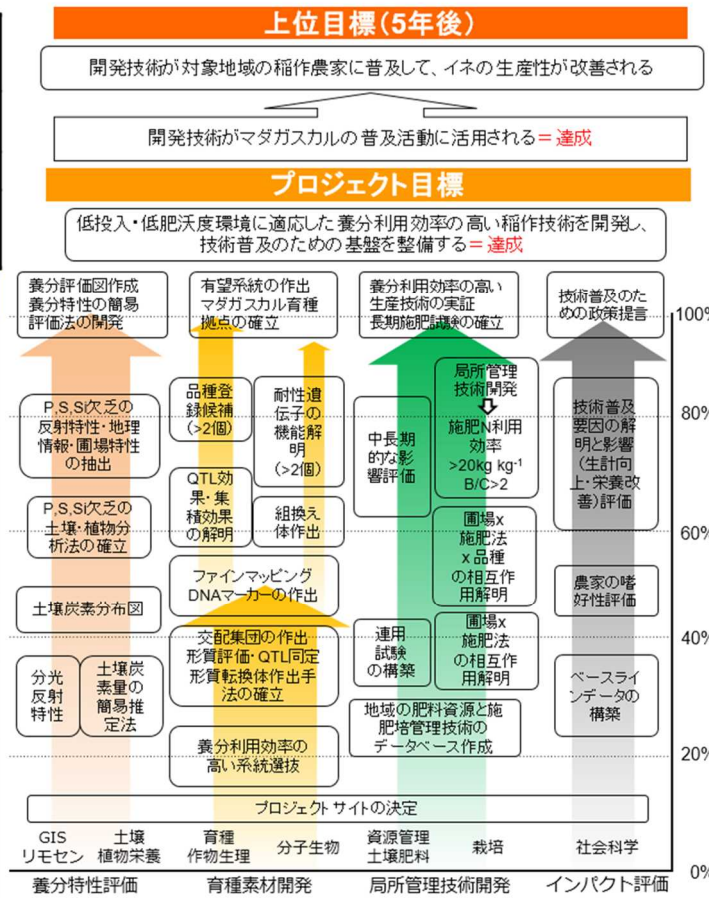 上位目標(5年後)
開発技術が対象地域の稲作農家に普及して、イネの生産性が改善される
開発技術がマダガスカルの普及活動に活用される＝達成
プロジェクト目標
低投入・低肥沃度環境に適応した養分利用効率の高い稲作技術を開発し、
技術普及のための基盤を整備する＝達成
養分評価図作成
養分特性の簡易
評価法の開発
有望系統の作出
マダガスカル育種
拠点の確立
養分利用効率の高い
生産技術の実証
長期施肥試験の確立
技術普及のた
めの政策提言
100%
P,S,Si欠乏の
反射特性・地理
情報・圃場特性
の抽出
品種登
録候補
(>2個)
耐性遺
伝子の
機能解
明
(>2個)
中長期
的な影
響評価
局所管理
技術開発
施肥N利用
効率
>20kg kg⁻¹
B/C>2
技術普及
要因の解
明と影響
(生計向
上・栄養改
善)評価
80%
P,S,Si欠乏の
土壌・植物分
析法の確立
QTL効
果・集
積効果
の解明
組換え
体作出
圃場x
施肥法
x品種
の相互作
用解明
60%
土壌炭素分布図
ファインマッピング
DNAマーカーの作出
農家の嗜
好性評価
分光
反射
特性
土壌炭
素量の
簡易推
定法
交配集団の作出
形質評価・QTL同定
形質転換体作出手
法の確立
連用
試験
の構築
圃場x
施肥法
の相互作
用解明
ベースラ
インデータの
構築
40%
養分利用効率の
高い系統選抜
地域の肥料資源と施
肥培管理技術の
データベース作成
20%
プロジェクトサイトの決定
GIS
リモセン
土壌
植物栄養
育種
作物生理
分子生物
資源管理
土壌肥料
栽培
社会科学
0%
養分特性評価
育種素材開発
局所管理技術開発
インパクト評価